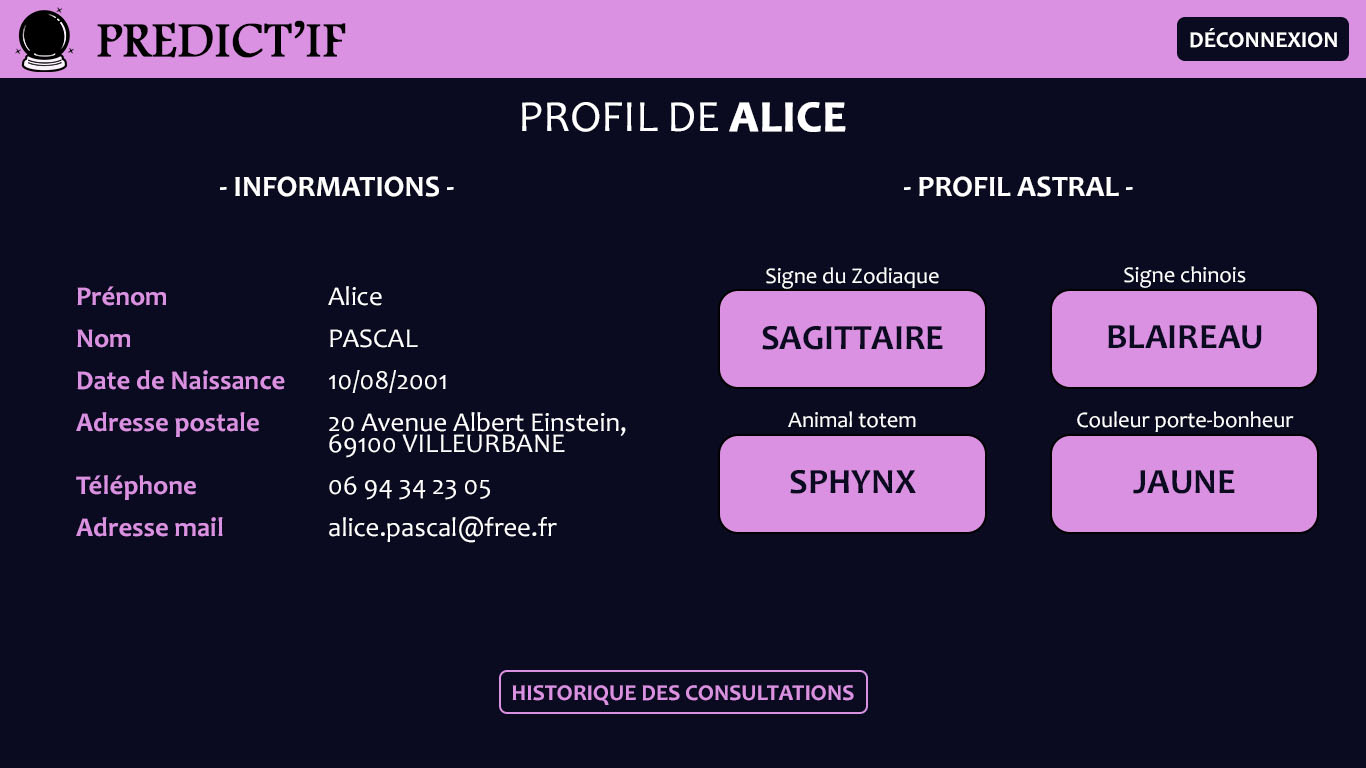 PREDICT'IF
DÉCONNEXION
PROFIL DE ALICE
- INFORMATIONS -
Prénom Alice
Nom PASCAL
Date de Naissance 10/08/2001
Adresse postale 20 Avenue Albert Einstein,
69100 VILLEURBANE
Téléphone 06 94 34 23 05
Adresse mail alice.pascal@free.fr
- PROFIL ASTRAL -
Signe du Zodiaque
SAGITTAIRE
Signe chinois
BLAIREAU
Animal totem
SPHYNX
Couleur porte-bonheur
JAUNE
HISTORIQUE DES CONSULTATIONS